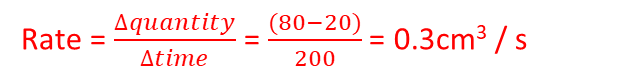 Rate = Δquantity / Δtime = (80−20) / 200 = 0.3cm³ / s